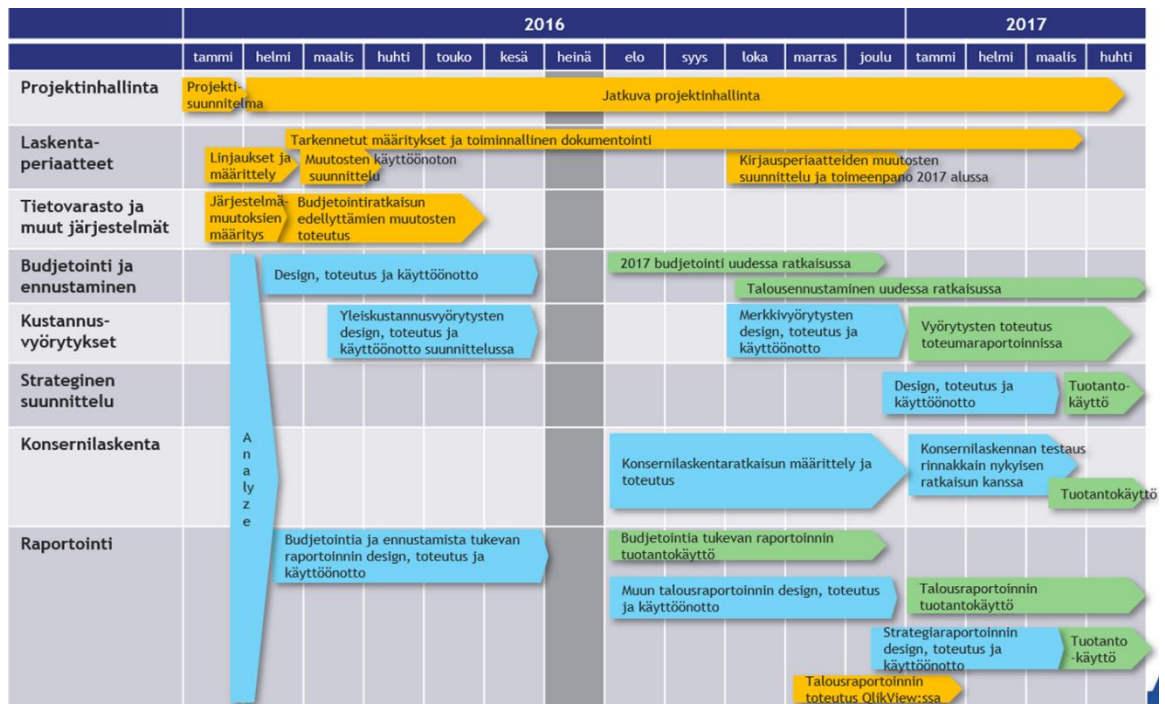 2016
2017
tammi
helmi
maalis
huhti
touko
kesä
heinä
elo
syys
loka
marras
joulu
tammi
helmi
maalis
huhti
Projektinhallinta
Projekti-
suunnitelma
Jatkuva projektinhallinta
Laskenta-
periaatteet
Tarkennetut määritykset ja toiminnallinen dokumentointi
Linjaukset ja
määrittely
Muutosten käyttöönoton
suunnittelu
Kirjausperiaatteiden muutosten
suunnittelu ja toimeenpano 2017 alussa
Tietovarasto ja
muut järjestelmät
Järjestelmä-
muutoksien
määritys
Budjetointiratkaisun
edellyttämien muutosten
toteutus
Budjetointi ja
ennustaminen
Design, toteutus ja käyttöönotto
2017 budjetointi uudessa ratkaisussa
Talousennustaminen uudessa ratkaisussa
Kustannus-
vyörytykset
Yleiskustannusvyörytysten
design, toteutus ja
käyttöönotto suunnittelussa
Merkkivyörytysten
design, toteutus ja
käyttöönotto
Vyörytysten toteutus
toteumaraportoinnissa
Strateginen
suunnittelu
Design, toteutus ja
käyttöönotto
Tuotanto-
käyttö
Analyze
Konsernilaskenta
Konsernilaskentaratkaisun määrittely ja
toteutus
Konsernilaskennan testaus
rinnakkain nykyisen
ratkaisun kanssa
Tuotantokäyttö
Raportointi
Budjetointia ja ennustamista tukevan
raportoinnin design, toteutus ja
käyttöönotto
Budjetointia tukevan raportoinnin
tuotantokäyttö
Muun talousraportoinnin design, toteutus
ja käyttöönotto
Talousraportoinnin
tuotantokäyttö
Strategiaraportoinnin
design, toteutus ja
käyttöönotto
Tuotanto
-käyttö
Talousraportoinnin
toteutus QlikView:ssa